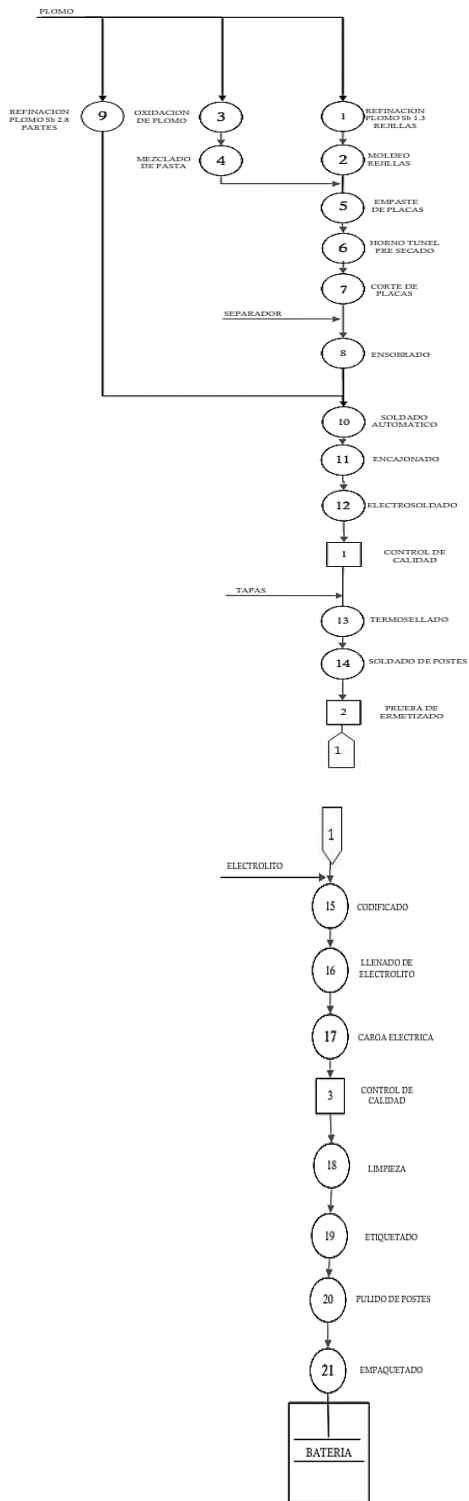 PLOMO
REFINACION
PLOMO Sb 2.8
PARTES
9
OXIDACION
DE PLOMO
3
1
REFINACION
PLOMO Sb 1.3
REJILLAS
MEZCLADO
DE PASTA
4
2
MOLDEO
REJILLAS
5
EMPASTE
DE PLACAS
6
HORNO TUNEL
PRE SECADO
7
CORTE DE
PLACAS
SEPARADOR
8
ENSOBRADO
10
SOLDADO
AUTOMATICO
11
ENCAJONADO
12
ELECTROSOLDADO
1
CONTROL DE
CALIDAD
TAPAS
13
TERMOSELLADO
14
SOLDADO DE POSTES
2
PRUEBA DE
ERMETIZADO
1
1
ELECTROLITO
15
CODIFICADO
16
LLENADO DE
ELECTROLITO
17
CARGA ELECTRICA
3
CONTROL DE
CALIDAD
18
LIMPIEZA
19
ETIQUETADO
20
PULIDO DE POSTES
21
EMPAQUETADO
BATERIA